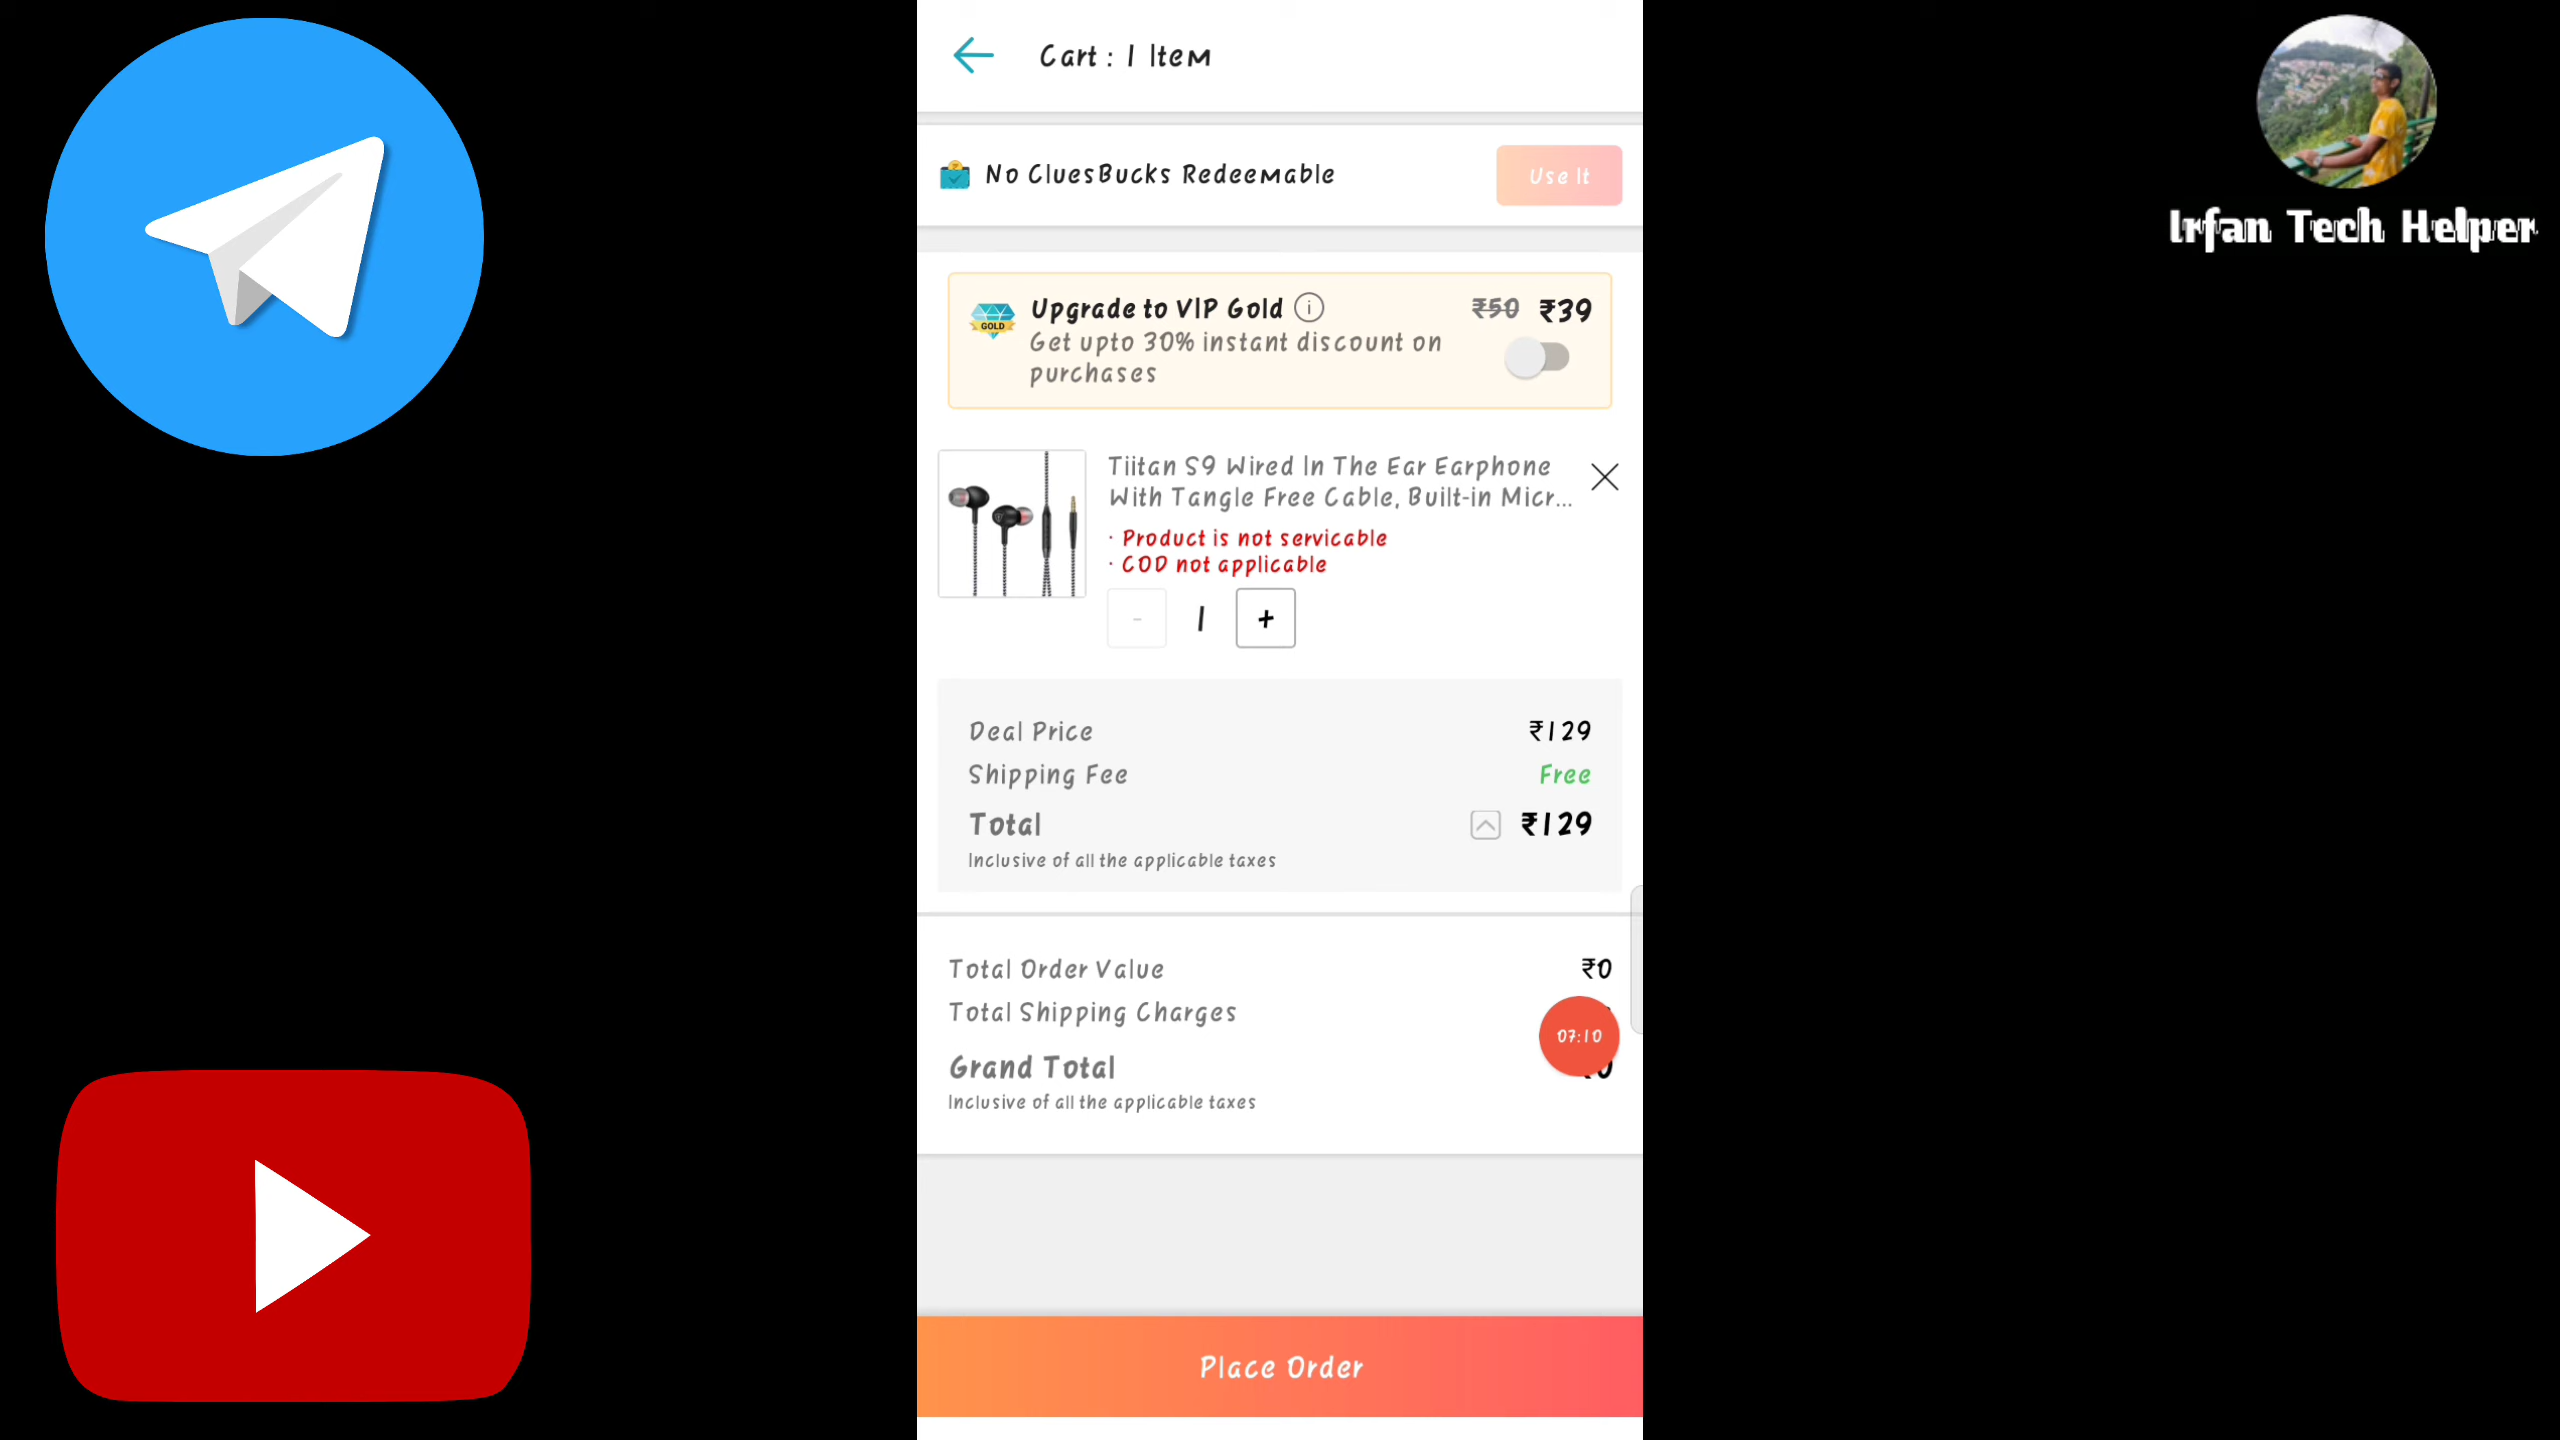 Cart : 1 Item
No CluesBucks Redeemable
Use It
Irfan Tech Helper
GOLD
Upgrade to VIP Gold
₹50 ₹39
Get upto 30% instant discount on
purchases
Tiitan S9 Wired In The Ear Earphone
With Tangle Free Cable, Built-in Micr...
· Product is not servicable
· COD not applicable
- 1 +
Deal Price ₹129
Shipping Fee Free
Total ₹129
Inclusive of all the applicable taxes
Total Order Value ₹0
Total Shipping Charges
07:10
Grand Total
Inclusive of all the applicable taxes
Place Order